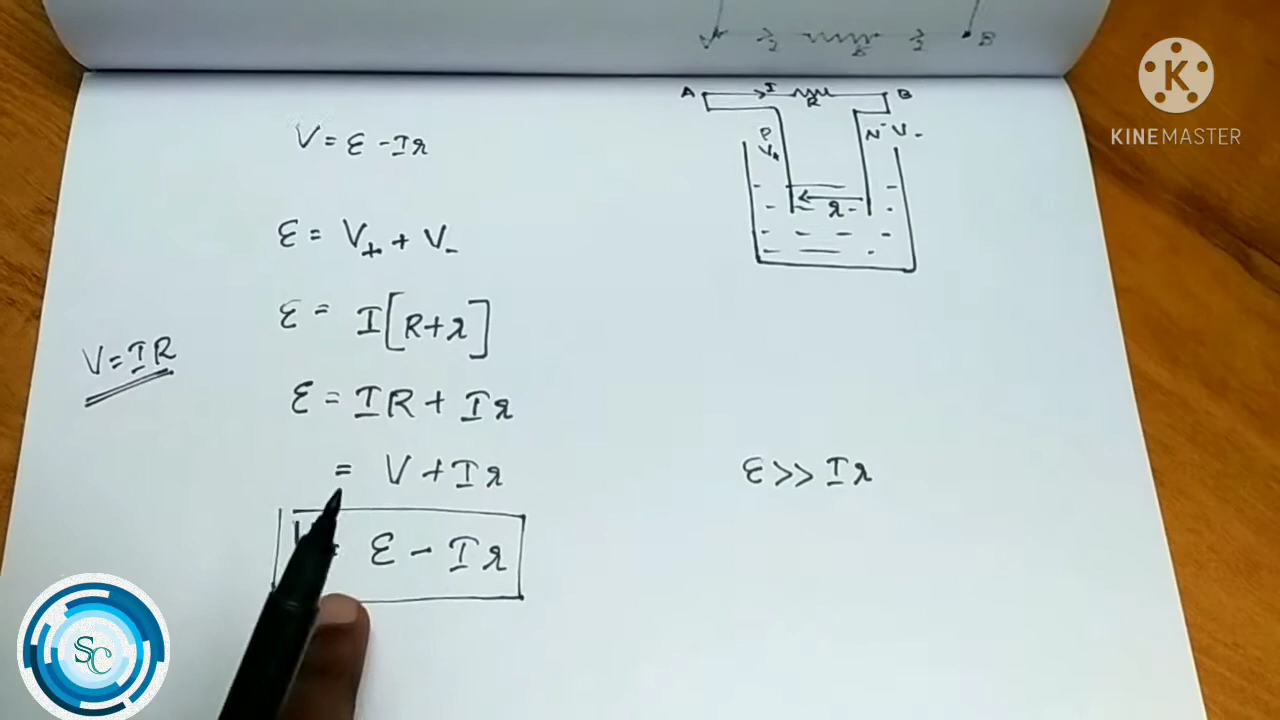 R B
A I R B
P N- V-
V+
r
V = ε - Ir
ε = V+ + V-
ε = I[R+r]
V = IR
ε = IR + Ir
= V + Ir
ε >> Ir
= ε - Ir
KINEMASTER
K
SC